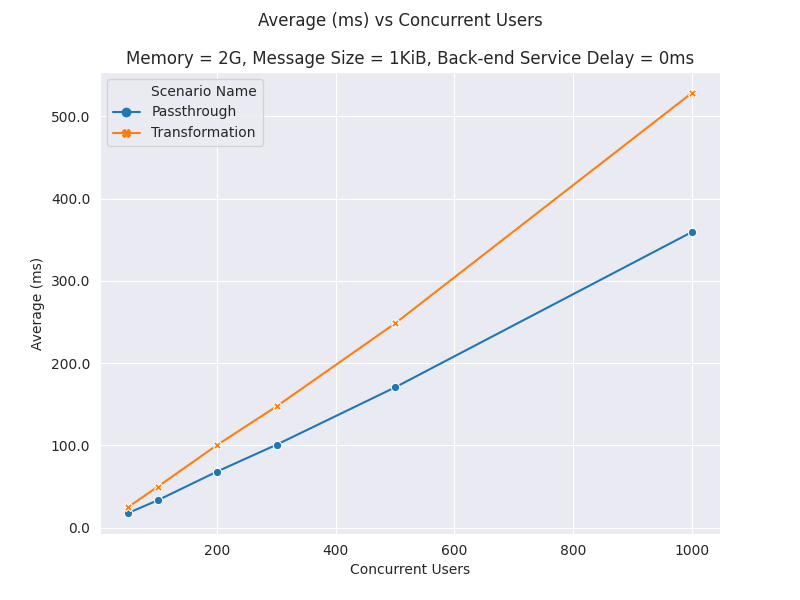 Average (ms) vs Concurrent Users
Memory = 2G, Message Size = 1KiB, Back-end Service Delay = 0ms
Scenario Name
Passthrough
Transformation
500.0
400.0
300.0
200.0
100.0
0.0
Average (ms)
200 400 600 800 1000
Concurrent Users